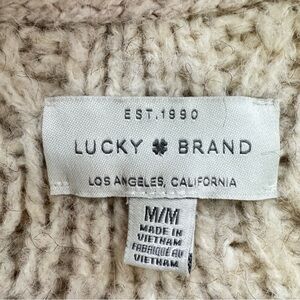 EST. 1990
LUCKY BRAND
LOS ANGELES, CALIFORNIA
M/M
MADE IN
VIETNAM
FABRIQUÉ AU
VIETNAM